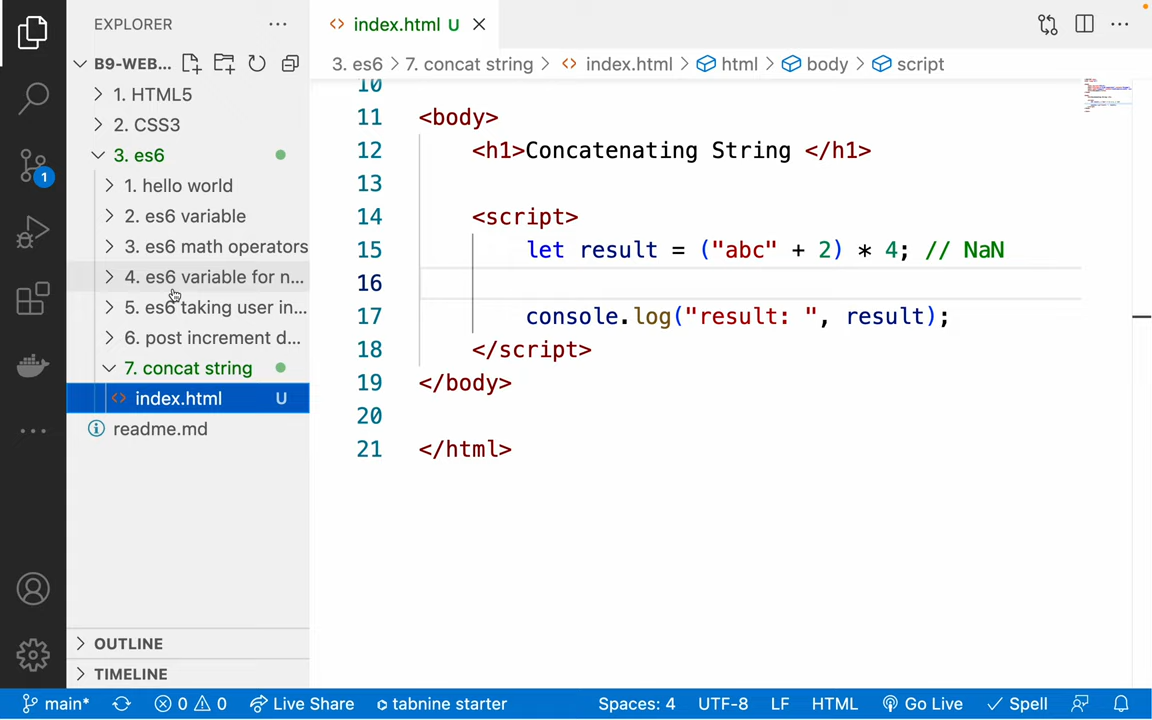 EXPLORER
B9-WEB...
1. HTML5
2. CSS3
3. es6
1. hello world
2. es6 variable
3. es6 math operators
4. es6 variable for n...
5. es6 taking user in...
6. post increment d...
7. concat string
index.html U
readme.md
OUTLINE
TIMELINE
1
index.html U
3. es6 > 7. concat string > index.html > html > body > script
10
11 <body>
12 <h1>Concatenating String </h1>
13
14 <script>
15 let result = ("abc" + 2) * 4; // NaN
16
17 console.log("result: ", result);
18 </script>
19 </body>
20
21 </html>
main* 0 0 Live Share tabnine starter Spaces: 4 UTF-8 LF HTML Go Live Spell